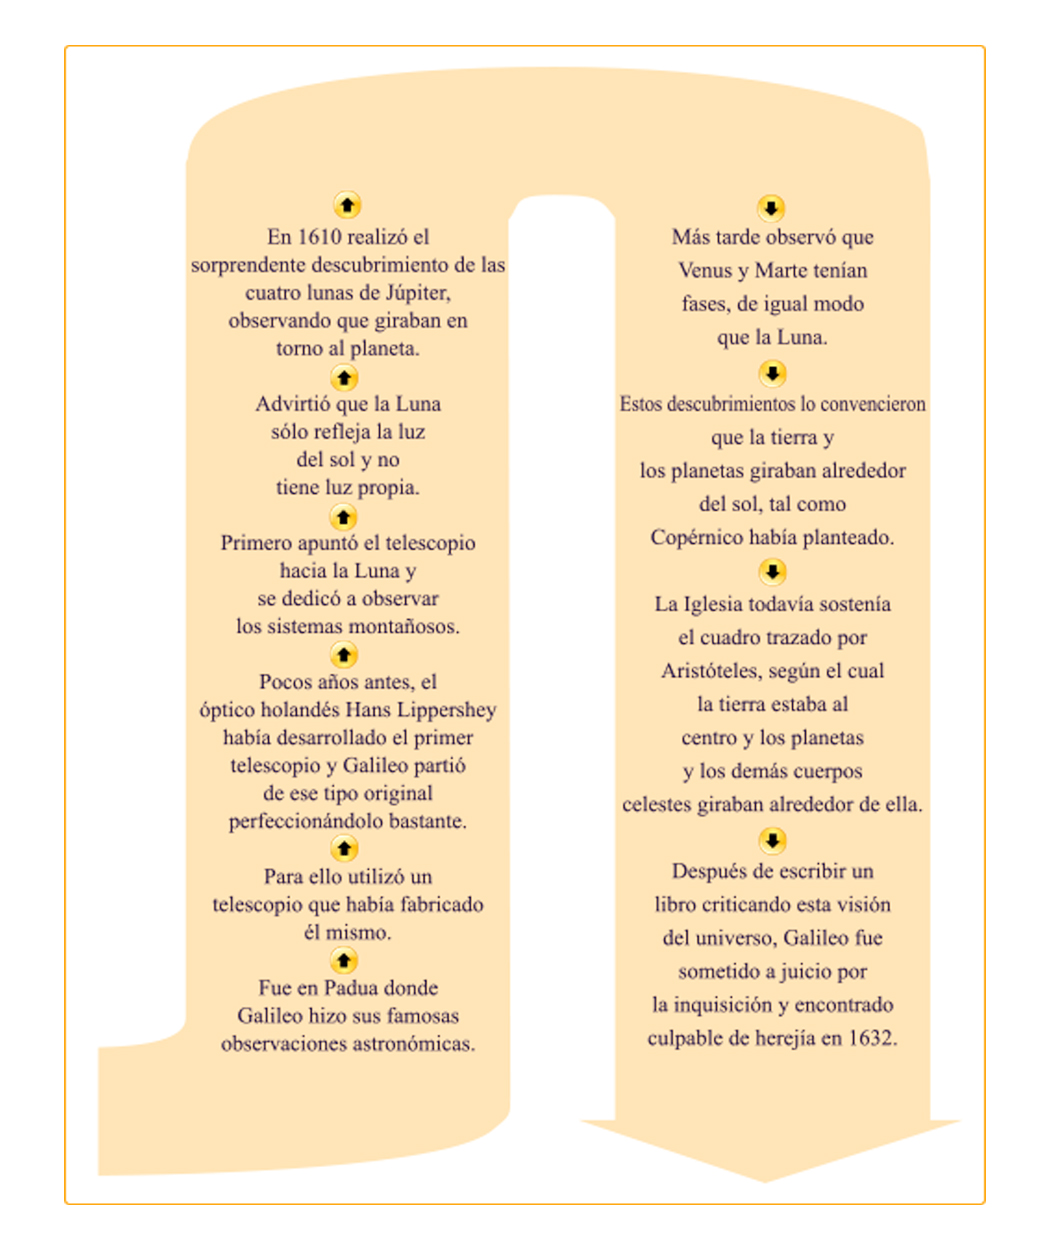 En 1610 realizó el
sorprendente descubrimiento de las
cuatro lunas de Júpiter,
observando que giraban en
torno al planeta.
Advirtió que la Luna
sólo refleja la luz
del sol y no
tiene luz propia.
Primero apuntó el telescopio
hacia la Luna y
se dedicó a observar
los sistemas montañosos.
Pocos años antes, el
óptico holandés Hans Lippershey
había desarrollado el primer
telescopio y Galileo partió
de ese tipo original
perfeccionándolo bastante.
Para ello utilizó un
telescopio que había fabricado
él mismo.
Fue en Padua donde
Galileo hizo sus famosas
observaciones astronómicas.
Más tarde observó que
Venus y Marte tenían
fases, de igual modo
que la Luna.
Estos descubrimientos lo convencieron
que la tierra y
los planetas giraban alrededor
del sol, tal como
Copérnico había planteado.
La Iglesia todavía sostenía
el cuadro trazado por
Aristóteles, según el cual
la tierra estaba al
centro y los planetas
y los demás cuerpos
celestes giraban alrededor de ella.
Después de escribir un
libro criticando esta visión
del universo, Galileo fue
sometido a juicio por
la inquisición y encontrado
culpable de herejía en 1632.